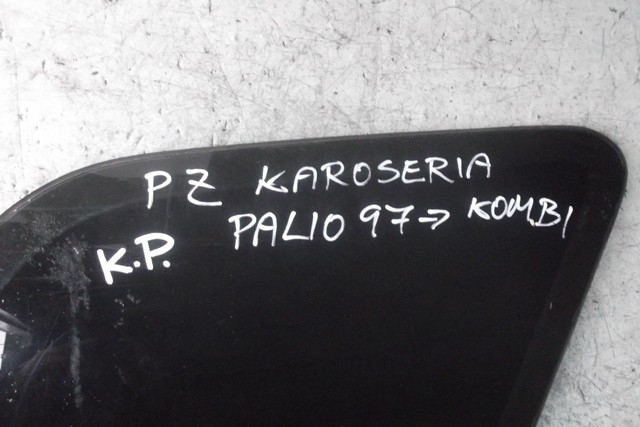 PZ KAROSERIA
K.P. PALIO 97→ KOMBI